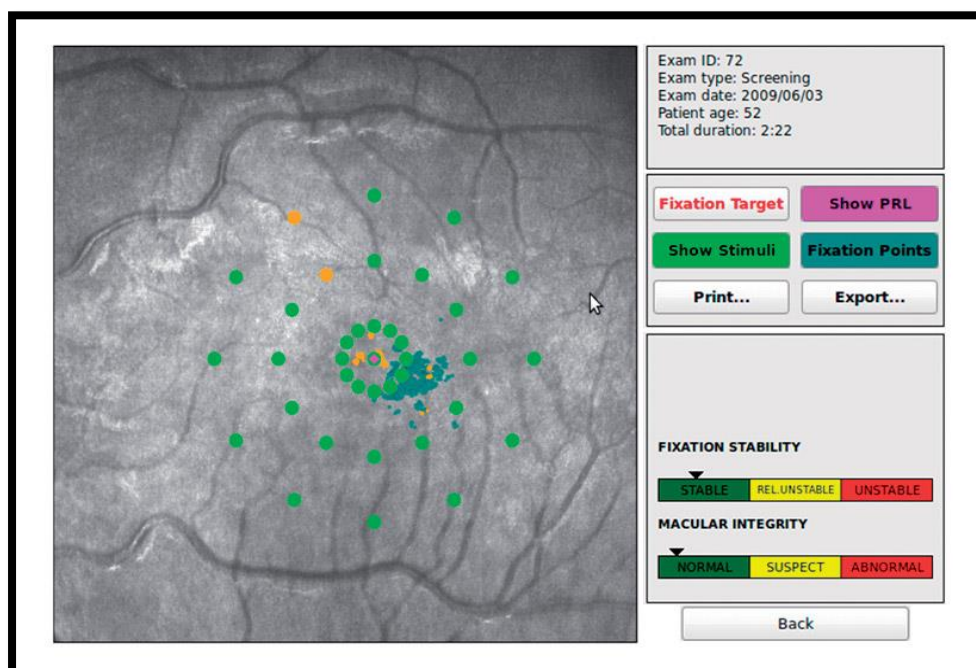 Exam ID: 72
Exam type: Screening
Exam date: 2009/06/03
Patient age: 52
Total duration: 2:22
Fixation Target
Show PRL
Show Stimuli
Fixation Points
Print...
Export...
FIXATION STABILITY
STABLE
REL.UNSTABLE
UNSTABLE
MACULAR INTEGRITY
NORMAL
SUSPECT
ABNORMAL
Back